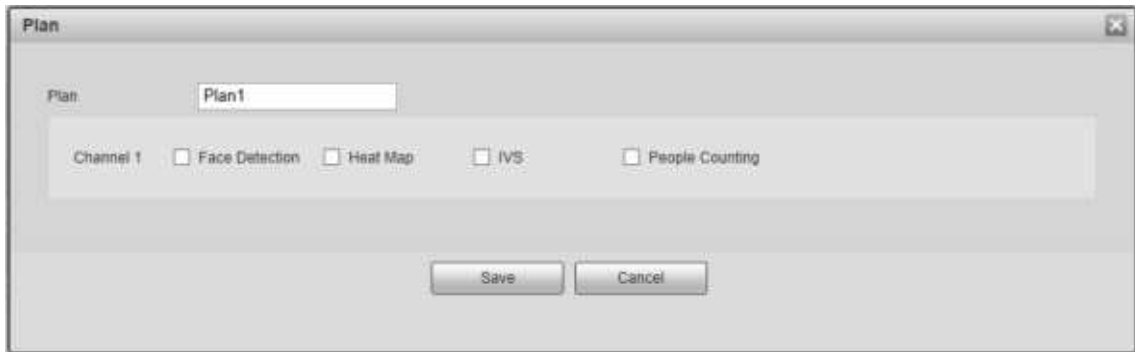 Plan
Plan Plan1
Channel 1 Face Detection Heat Map IVS People Counting
Save Cancel